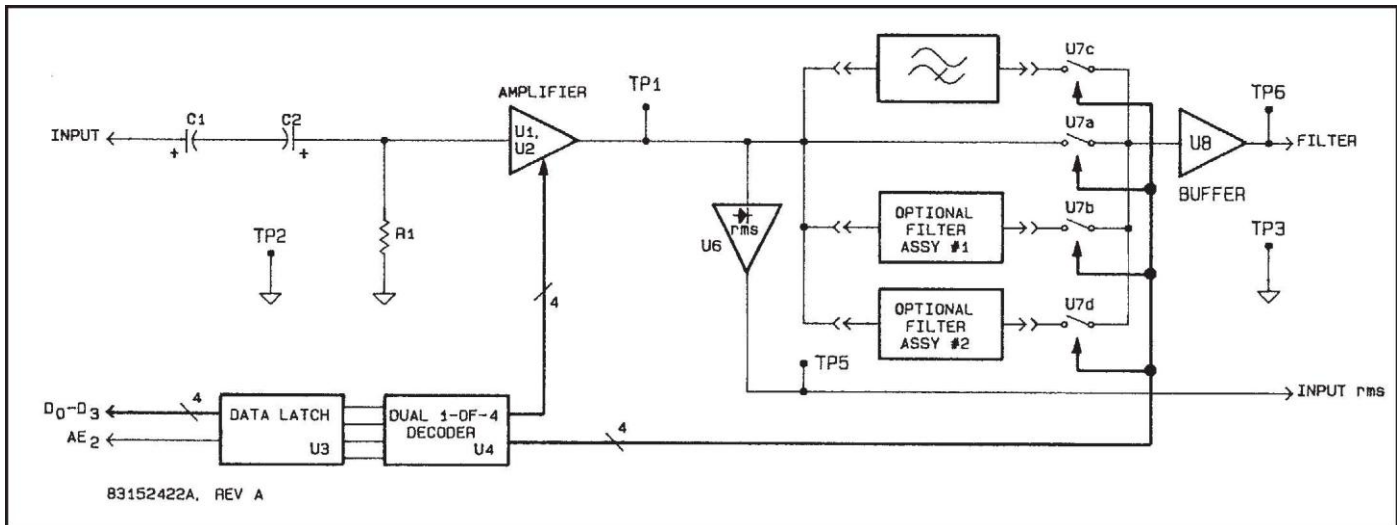 U7c
TP1
TP6
AMPLIFIER
C1
C2
INPUT
+
+
U1,
U2
U7a
U8
FILTER
BUFFER
TP2
R1
rms
U6
OPTIONAL
FILTER
ASSY #1
U7b
TP3
4
OPTIONAL
FILTER
ASSY #2
U7d
TP5
INPUT rms
D0-D3
4
AE2
DATA LATCH
U3
DUAL 1-OF-4
DECODER
U4
4
83152422A, REV A